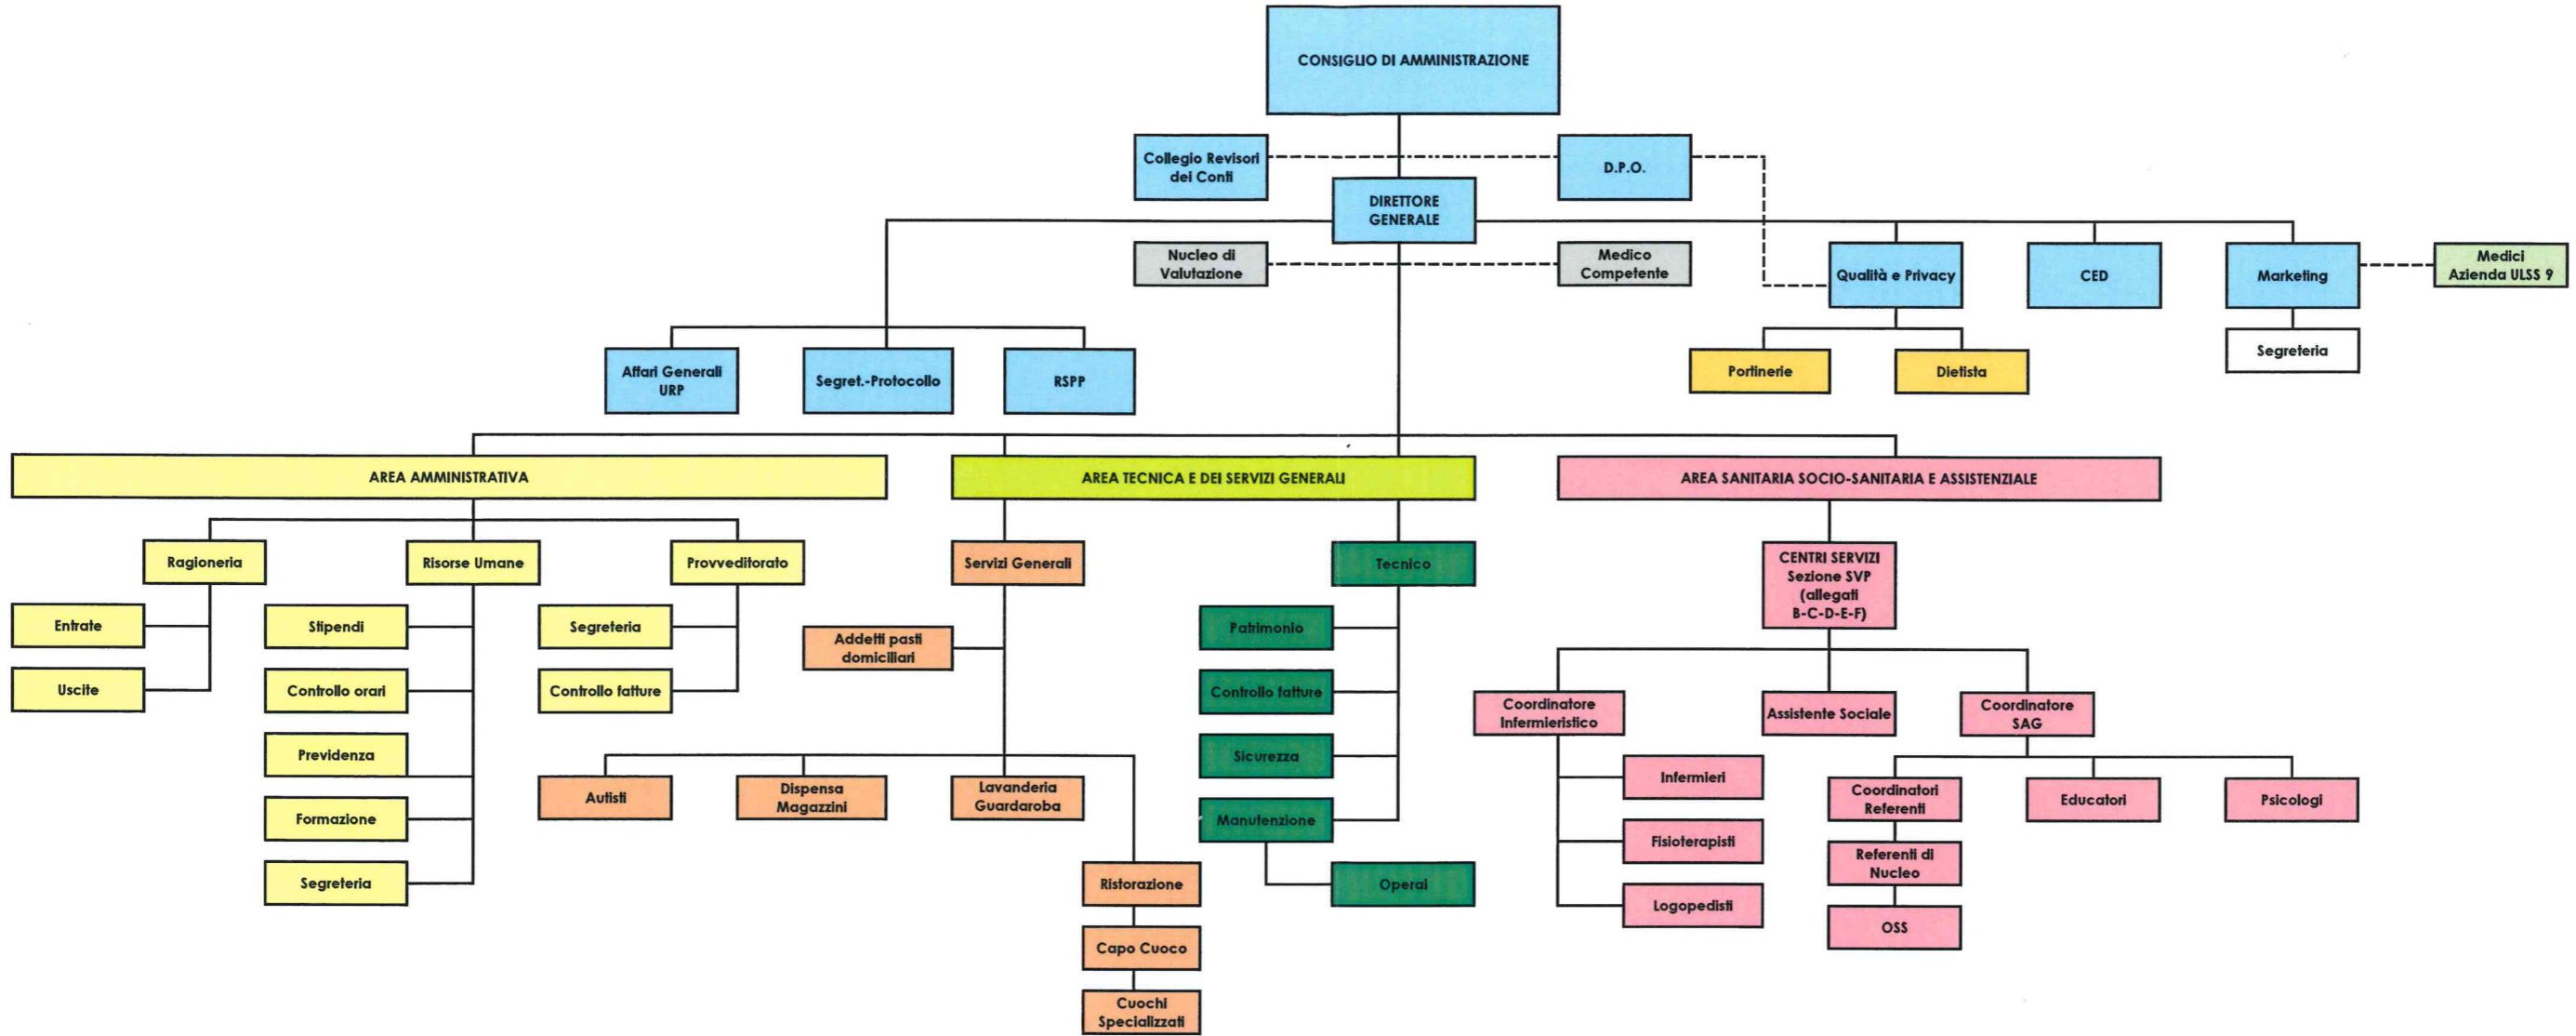 CONSIGLIO DI AMMINISTRAZIONE
Collegio Revisori
dei Conti
D.P.O.
DIRETTORE
GENERALE
Nucleo di
Valutazione
Medico
Competente
Qualità e Privacy
CED
Marketing
Medici
Azienda ULSS 9
Affari Generali
URP
Segret.-Protocollo
RSPP
Portinerie
Dietista
Segreteria
AREA AMMINISTRATIVA
AREA TECNICA E DEI SERVIZI GENERALI
AREA SANITARIA SOCIO-SANITARIA E ASSISTENZIALE
Ragioneria
Risorse Umane
Provveditorato
Servizi Generali
Tecnico
CENTRI SERVIZI
Sezione SVP
(allegati
B-C-D-E-F)
Entrate
Stipendi
Segreteria
Addetti pasti
domiciliari
Patrimonio
Uscite
Controllo orari
Controllo fatture
Controllo fatture
Coordinatore
Infermieristico
Assistente Sociale
Coordinatore
SAG
Previdenza
Sicurezza
Infermieri
Autisti
Dispensa
Magazzini
Lavanderia
Guardaroba
Coordinatori
Referenti
Educatori
Psicologi
Formazione
Manutenzione
Fisioterapisti
Referenti di
Nucleo
Segreteria
Ristorazione
Operai
Logopedisti
OSS
Capo Cuoco
Cuochi
Specializzati